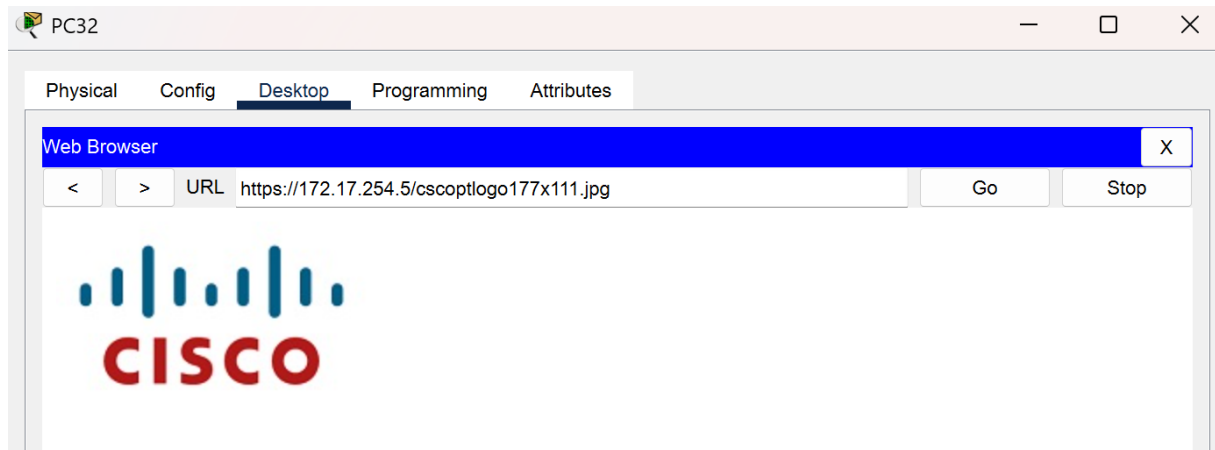 PC32
Physical Config Desktop Programming Attributes
Web Browser X
< > URL https://172.17.254.5/cscoptlogo177x111.jpg Go Stop
CISCO